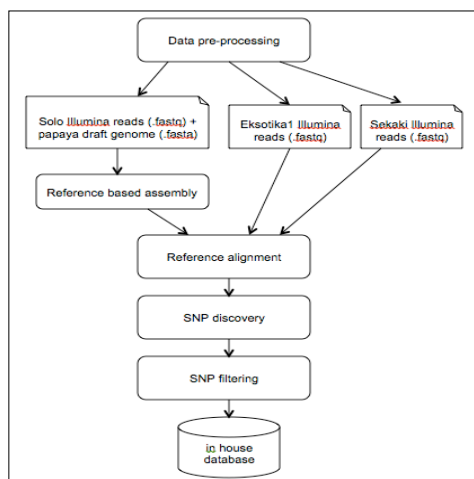 Data pre-processing
Solo Illumina reads (.fastq) +
papaya draft genome (.fasta)
Eksotika1 Illumina
reads (.fastq)
Sekaki Illumina
reads (.fastq)
Reference based assembly
Reference alignment
SNP discovery
SNP filtering
in house
database